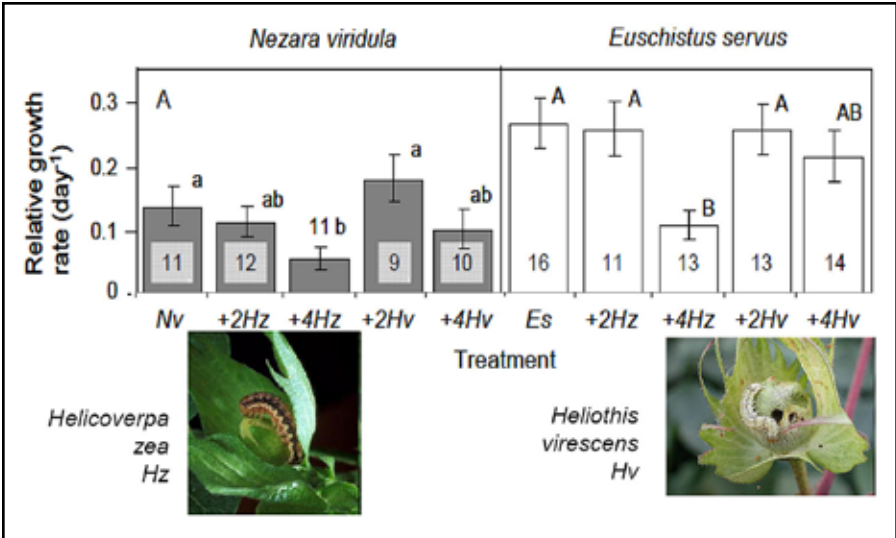 Nezara viridula Euschistus servus
Relative growth
rate (day⁻¹)
0.3
0.2
0.1
0
A
a ab 11 b a ab A A B A AB
11 12 9 10 16 11 13 13 14
Nv +2Hz +4Hz +2Hv +4Hv Es +2Hz +4Hz +2Hv +4Hv
Treatment
Helicoverpa
zea
Hz
Heliothis
virescens
Hv